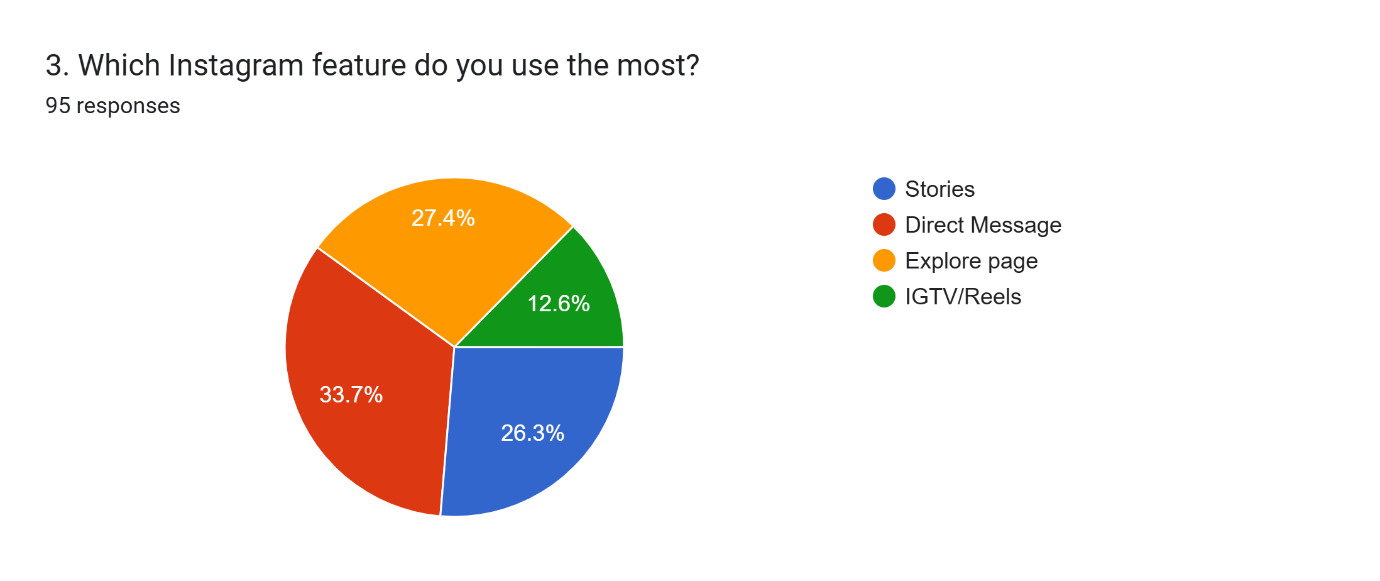 3. Which Instagram feature do you use the most?
95 responses
Stories
Direct Message
Explore page
IGTV/Reels
27.4%
12.6%
33.7%
26.3%